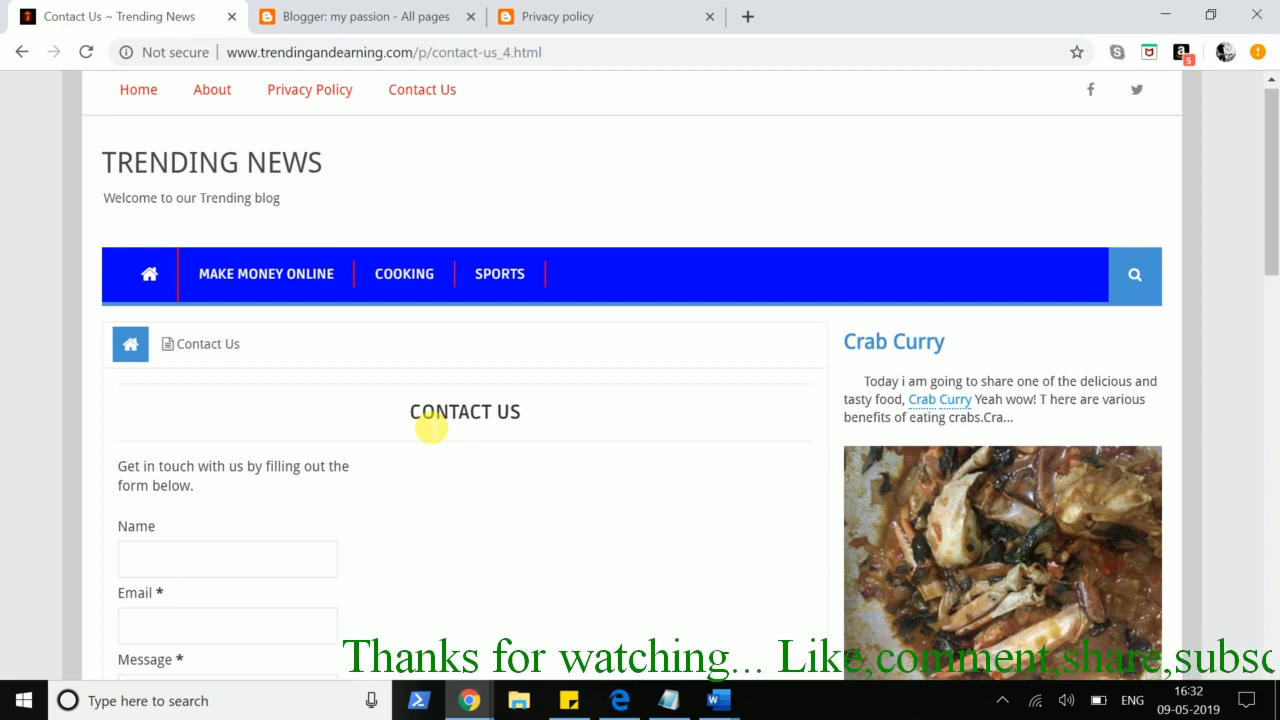 Contact Us ~ Trending News
Blogger: my passion - All pages
Privacy policy
Not secure | www.trendingandearning.com/p/contact-us_4.html
5
Home About Privacy Policy Contact Us
TRENDING NEWS
Welcome to our Trending blog
MAKE MONEY ONLINE COOKING SPORTS
Contact Us
CONTACT US
Get in touch with us by filling out the
form below.
Name
Email *
Message *
Crab Curry
Today i am going to share one of the delicious and
tasty food, Crab Curry Yeah wow! T here are various
benefits of eating crabs.Cra...
Thanks for watching... Like,comment,share,subsc
Type here to search
ENG
16:32
09-05-2019